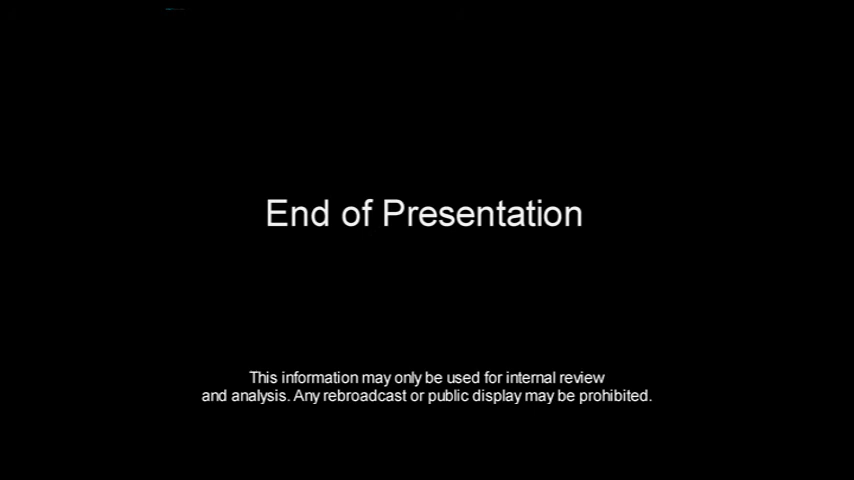 End of Presentation
This information may only be used for internal review
and analysis. Any rebroadcast or public display may be prohibited.